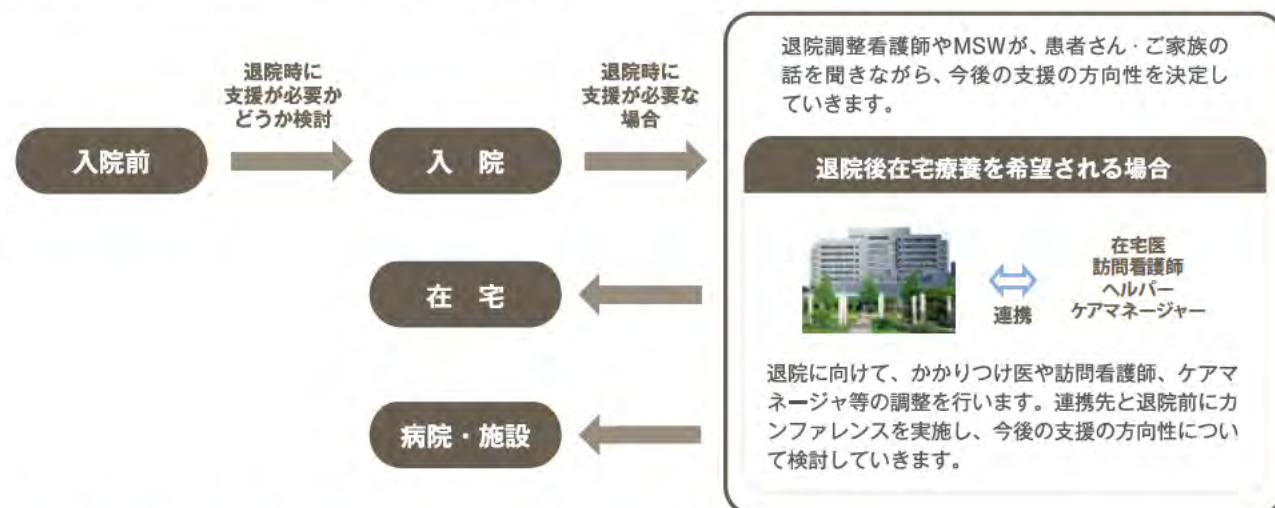 入院前
退院時に
支援が必要か
どうか検討
入 院
退院時に
支援が必要な
場合
在 宅
病院・施設
退院調整看護師やMSWが、患者さん・ご家族の
話を聞きながら、今後の支援の方向性を決定し
ていきます。
退院後在宅療養を希望される場合
連携
在宅医
訪問看護師
ヘルパー
ケアマネージャー
退院に向けて、かかりつけ医や訪問看護師、ケアマ
ネージャ等の調整を行います。連携先と退院前にカ
ンファレンスを実施し、今後の支援の方向性につい
て検討していきます。